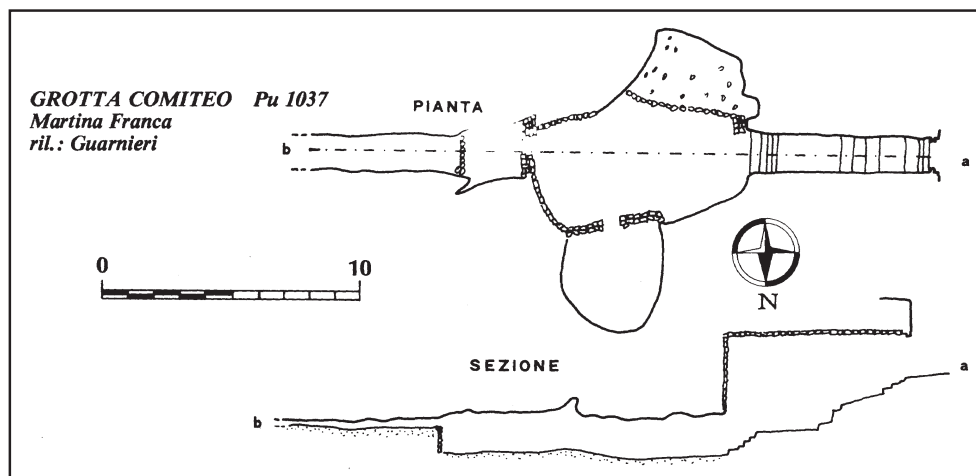 GROTTA COMITEO Pu 1037
Martina Franca
ril.: Guarnieri
PIANTA
b
a
0 10
N
SEZIONE
a
b